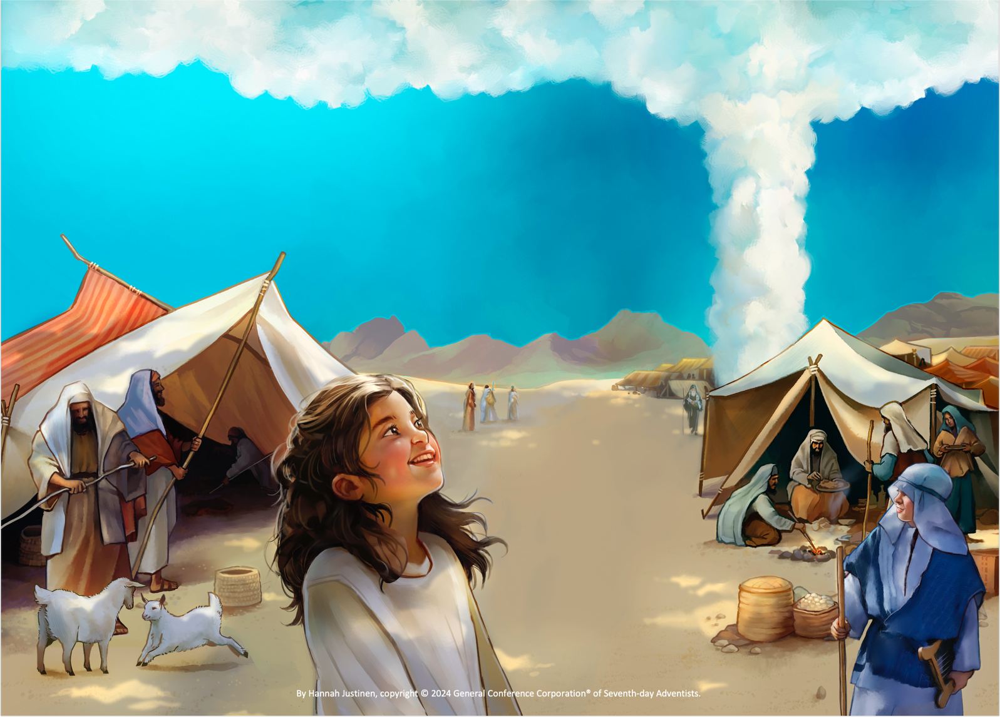 By Hannah Justinen, copyright © 2024 General Conference Corporation® of Seventh-day Adventists.